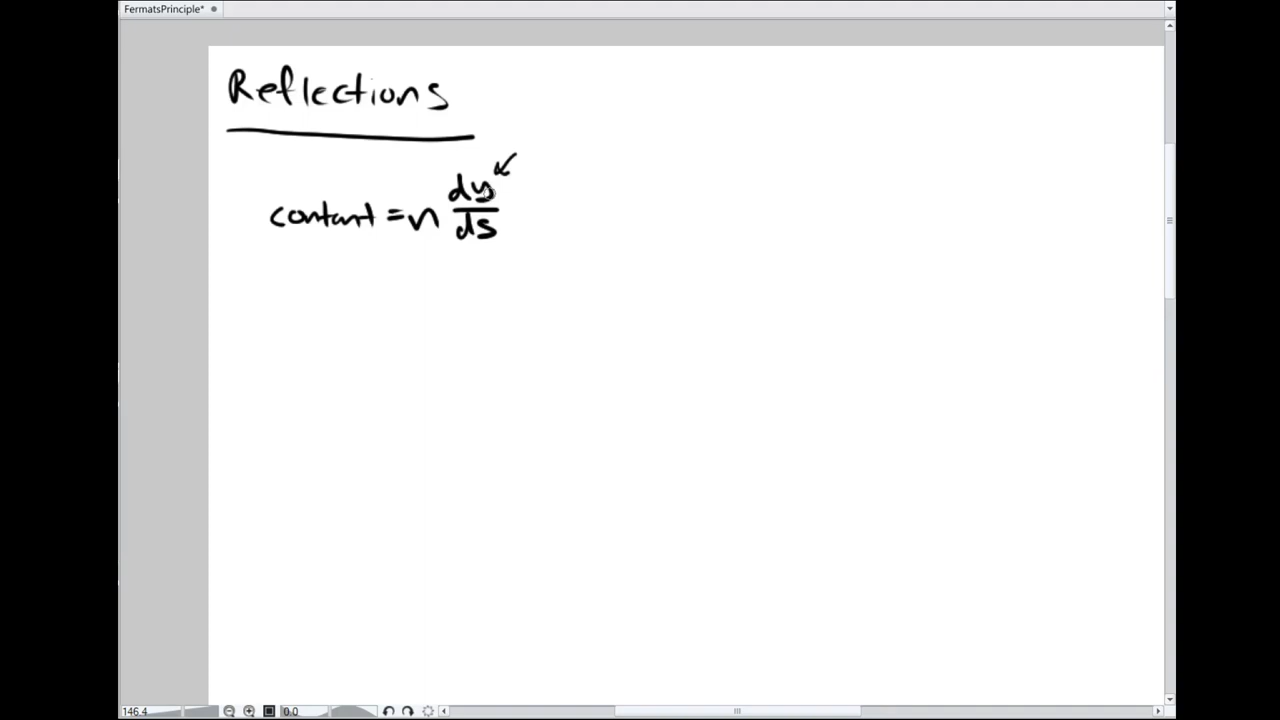 FermatsPrinciple*
Reflections
contant = n dy/ds
146.4
0.0